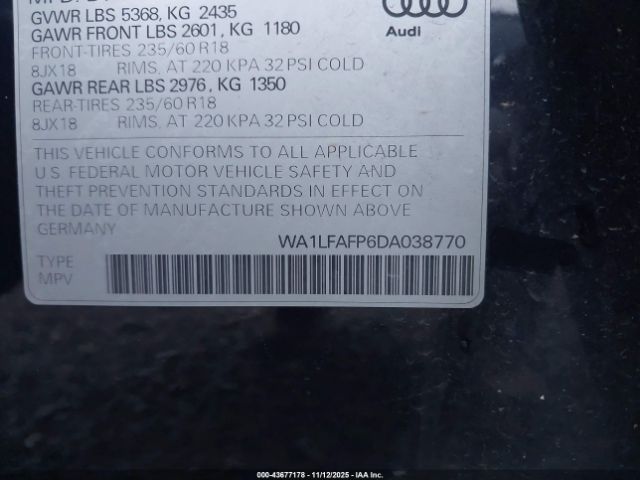 GVWR LBS 5368, KG 2435
GAWR FRONT LBS 2601, KG 1180
FRONT-TIRES 235/60 R18
8JX18 RIMS, AT 220 KPA 32 PSI COLD
GAWR REAR LBS 2976, KG 1350
REAR-TIRES 235/60 R18
8JX18 RIMS, AT 220 KPA 32 PSI COLD
Audi
THIS VEHICLE CONFORMS TO ALL APPLICABLE
U.S. FEDERAL MOTOR VEHICLE SAFETY AND
THEFT PREVENTION STANDARDS IN EFFECT ON
THE DATE OF MANUFACTURE SHOWN ABOVE
GERMANY
WA1LFAFP6DA038770
TYPE
MPV
000-43677178 - 11/12/2025 - IAA Inc.